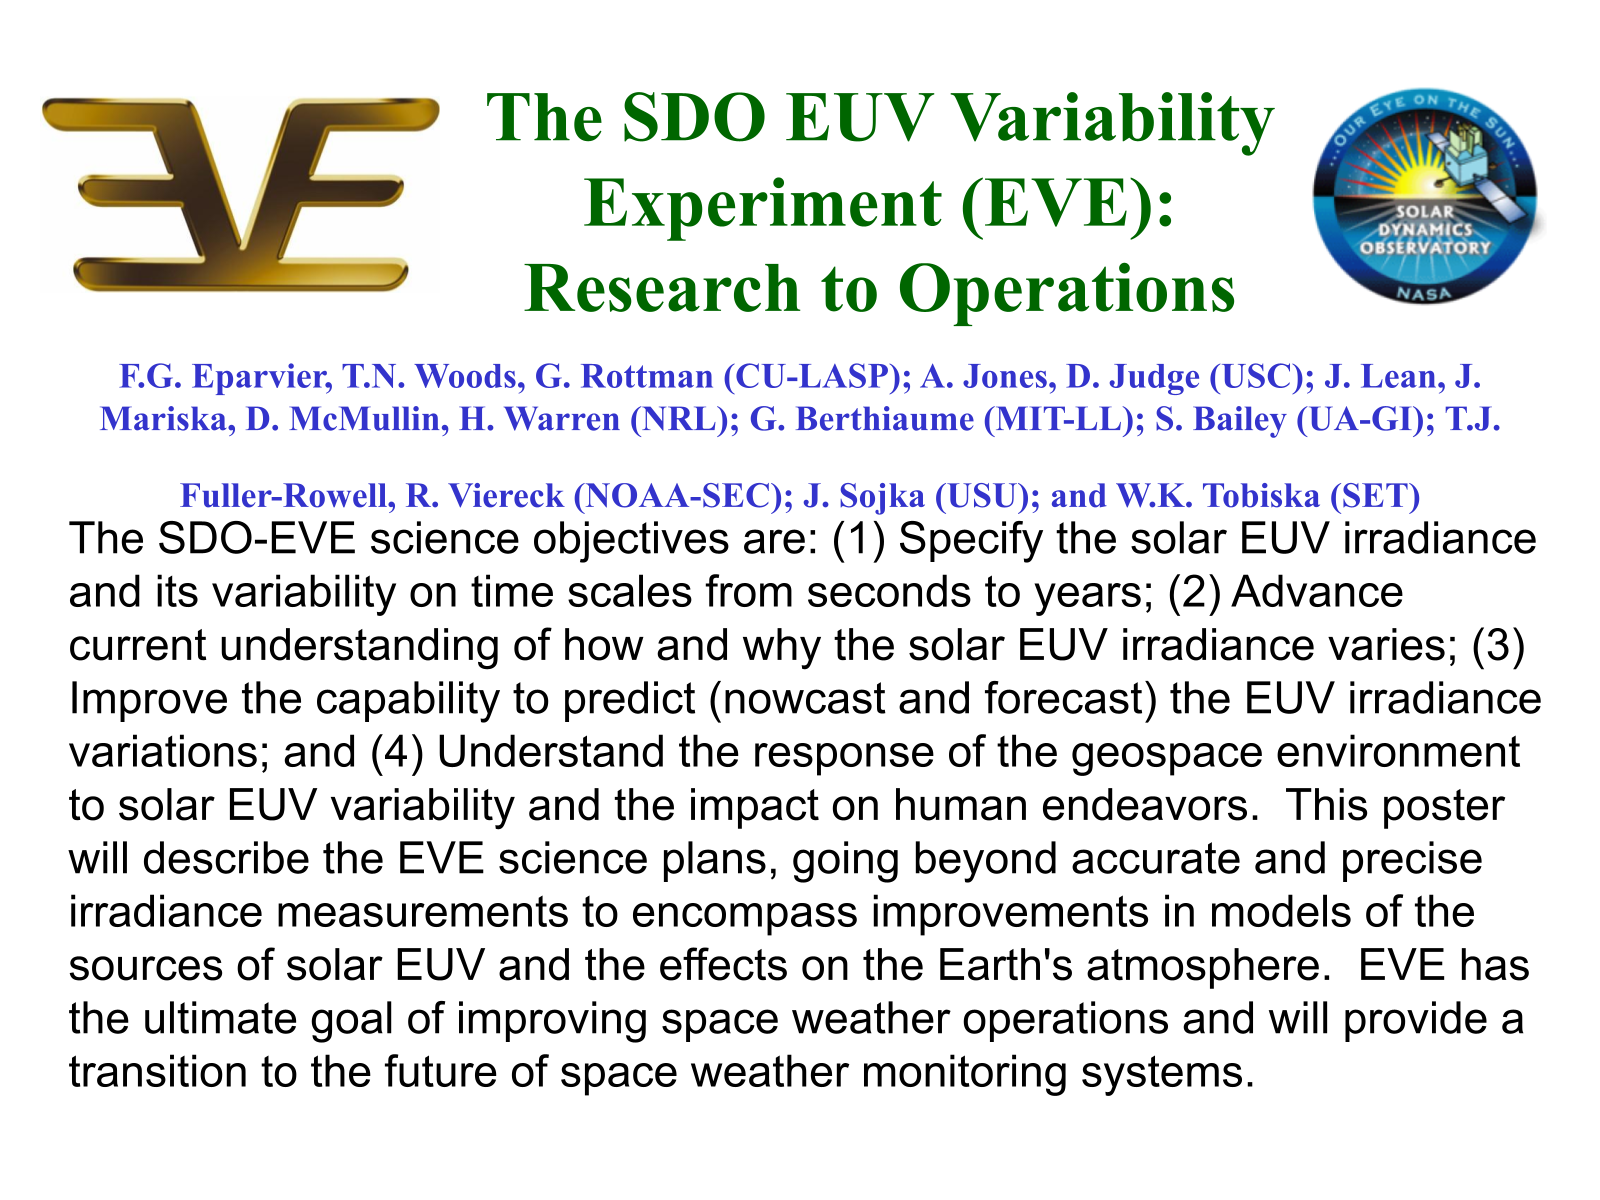 EVE
The SDO EUV Variability
Experiment (EVE):
Research to Operations
...OUR EYE ON THE SUN...
SOLAR
DYNAMICS
OBSERVATORY
NASA
F.G. Eparvier, T.N. Woods, G. Rottman (CU-LASP); A. Jones, D. Judge (USC); J. Lean, J.
Mariska, D. McMullin, H. Warren (NRL); G. Berthiaume (MIT-LL); S. Bailey (UA-GI); T.J.
Fuller-Rowell, R. Viereck (NOAA-SEC); J. Sojka (USU); and W.K. Tobiska (SET)
The SDO-EVE science objectives are: (1) Specify the solar EUV irradiance
and its variability on time scales from seconds to years; (2) Advance
current understanding of how and why the solar EUV irradiance varies; (3)
Improve the capability to predict (nowcast and forecast) the EUV irradiance
variations; and (4) Understand the response of the geospace environment
to solar EUV variability and the impact on human endeavors.  This poster
will describe the EVE science plans, going beyond accurate and precise
irradiance measurements to encompass improvements in models of the
sources of solar EUV and the effects on the Earth's atmosphere.  EVE has
the ultimate goal of improving space weather operations and will provide a
transition to the future of space weather monitoring systems.